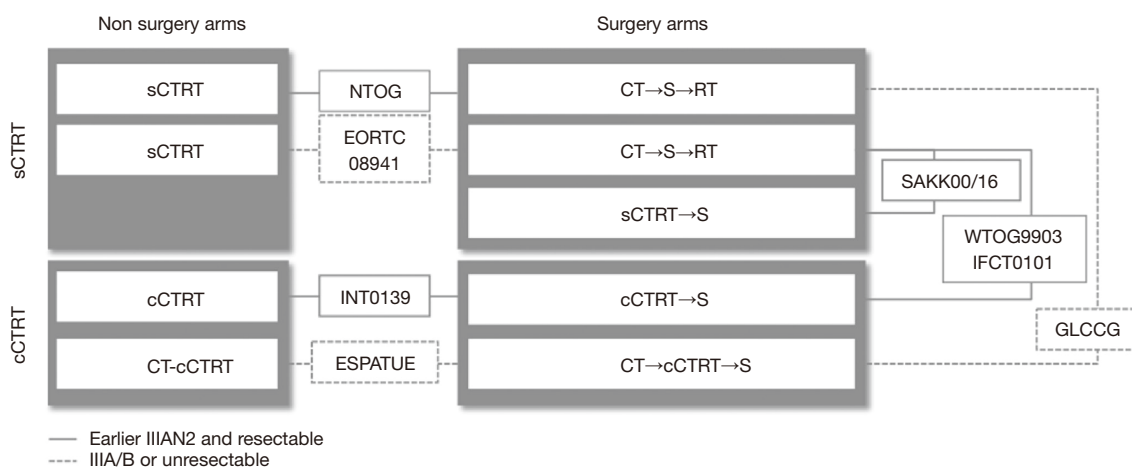 Non surgery arms
Surgery arms
sCTRT
sCTRT
NTOG
CT→S→RT
sCTRT
EORTC
08941
CT→S→RT
SAKK00/16
sCTRT→S
WTOG9903
IFCT0101
cCTRT
cCTRT
INT0139
cCTRT→S
GLCCG
CT-cCTRT
ESPATUE
CT→cCTRT→S
Earlier IIIAN2 and resectable
IIIA/B or unresectable